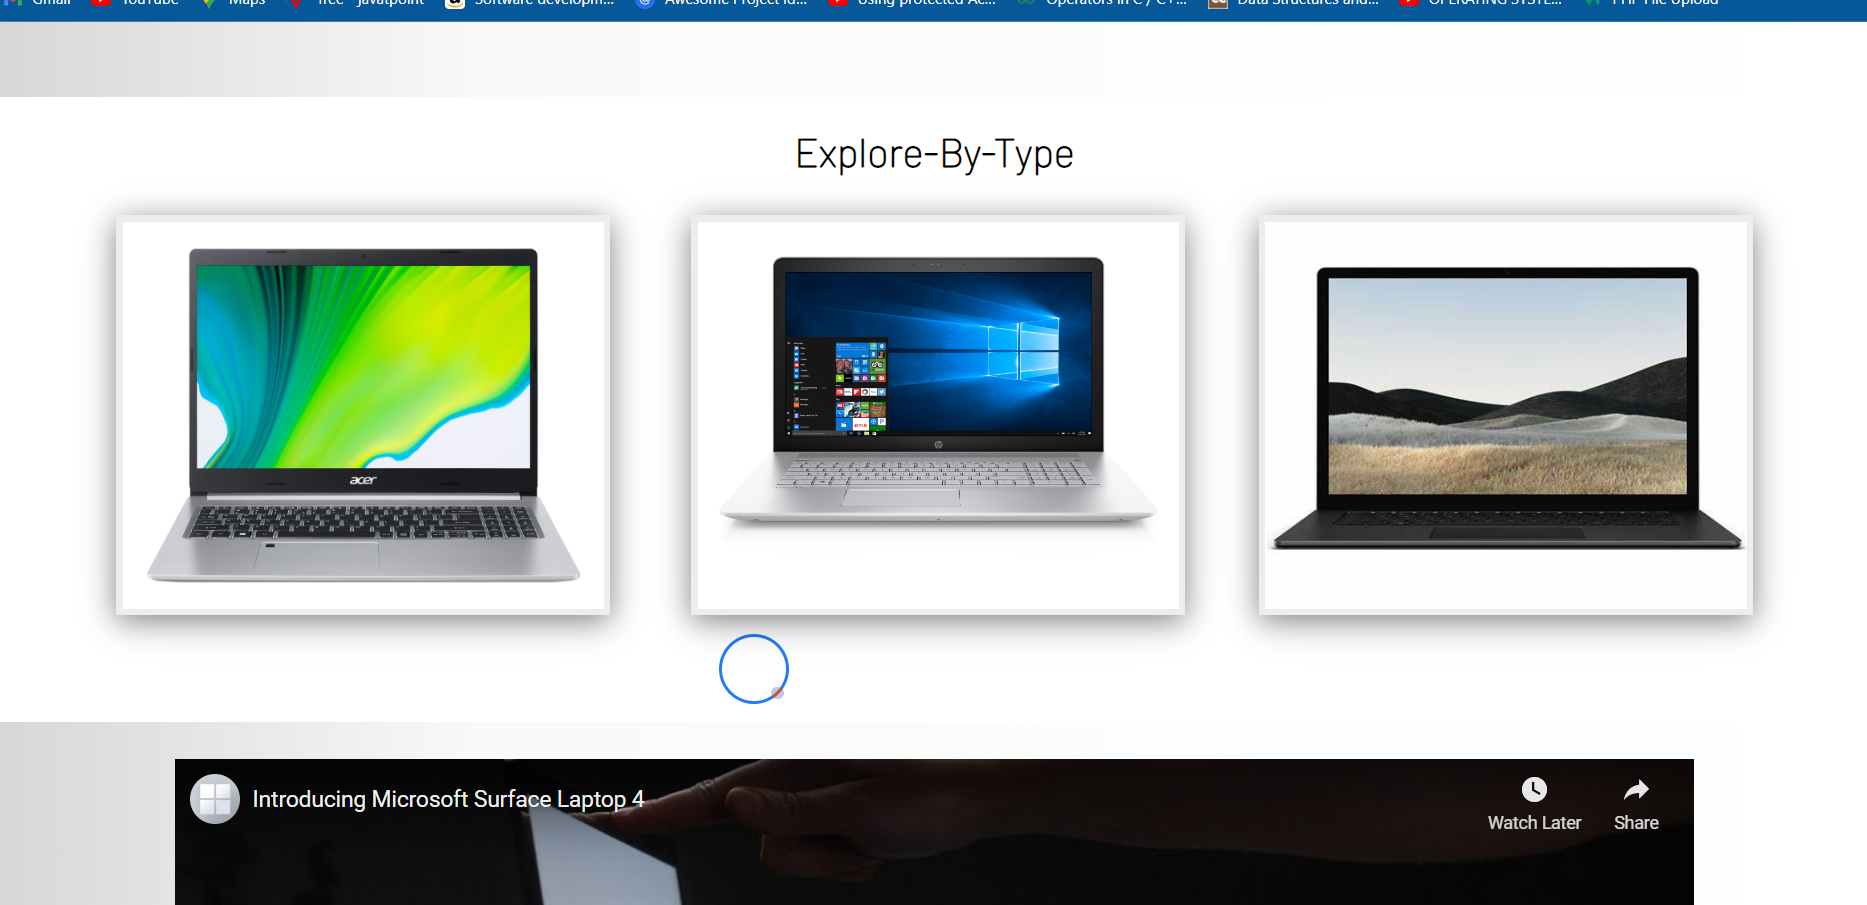 Gmail YouTube Maps free - javatpoint Software developm... Awesome Project Id... Using protected Ac... Operators in C / C+... Data Structures and... OPERATING SYSTE... PHP File Upload
Explore-By-Type
acer
hp
Introducing Microsoft Surface Laptop 4
Watch Later
Share